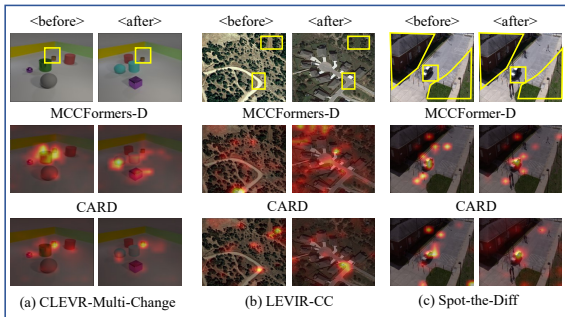 <before> <after> <before> <after> <before> <after>
MCCFormers-D MCCFormers-D MCCFormer-D
CARD CARD CARD
(a) CLEVR-Multi-Change (b) LEVIR-CC (c) Spot-the-Diff